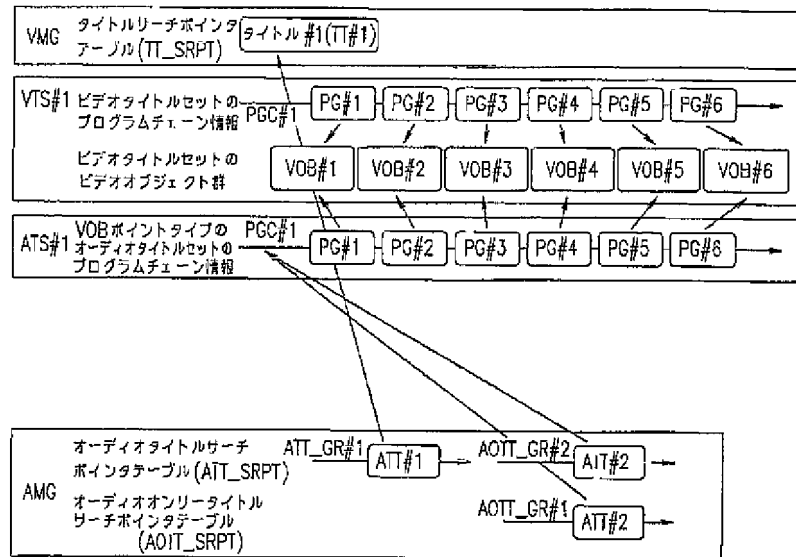 VMG
タイトルサーチポインタ
テーブル(TT_SRPT)
タイトル #1(TT#1)
VTS#1
ビデオタイトルセットの
プログラムチェーン情報
PGC#1
PG#1
PG#2
PG#3
PG#4
PG#5
PG#6
ビデオタイトルセットの
ビデオオブジェクト群
VOB#1
VOB#2
VOB#3
VOB#4
VOB#5
VOB#6
ATS#1
VOBポイントタイプの
オーディオタイトルセットの
プログラムチェーン情報
PGC#1
PG#1
PG#2
PG#3
PG#4
PG#5
PG#6
AMG
オーディオタイトルサーチ
ポインタテーブル(ATT_SRPT)
ATT_GR#1
ATT#1
AOTT_GR#2
ATT#2
オーディオオンリータイトル
サーチポインタテーブル
(AOTT_SRPT)
AOTT_GR#1
ATT#2